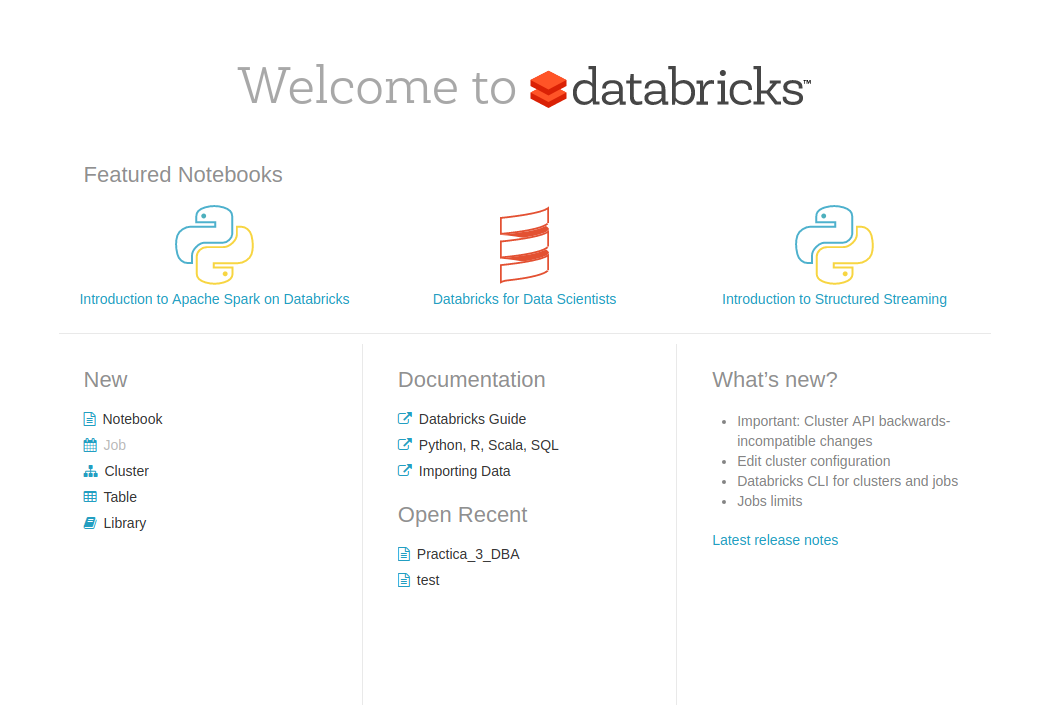 Welcome to databricks™
Featured Notebooks
Introduction to Apache Spark on Databricks
Databricks for Data Scientists
Introduction to Structured Streaming
New
Notebook
Job
Cluster
Table
Library
Documentation
Databricks Guide
Python, R, Scala, SQL
Importing Data
Open Recent
Practica_3_DBA
test
What’s new?
• Important: Cluster API backwards-
incompatible changes
• Edit cluster configuration
• Databricks CLI for clusters and jobs
• Jobs limits
Latest release notes